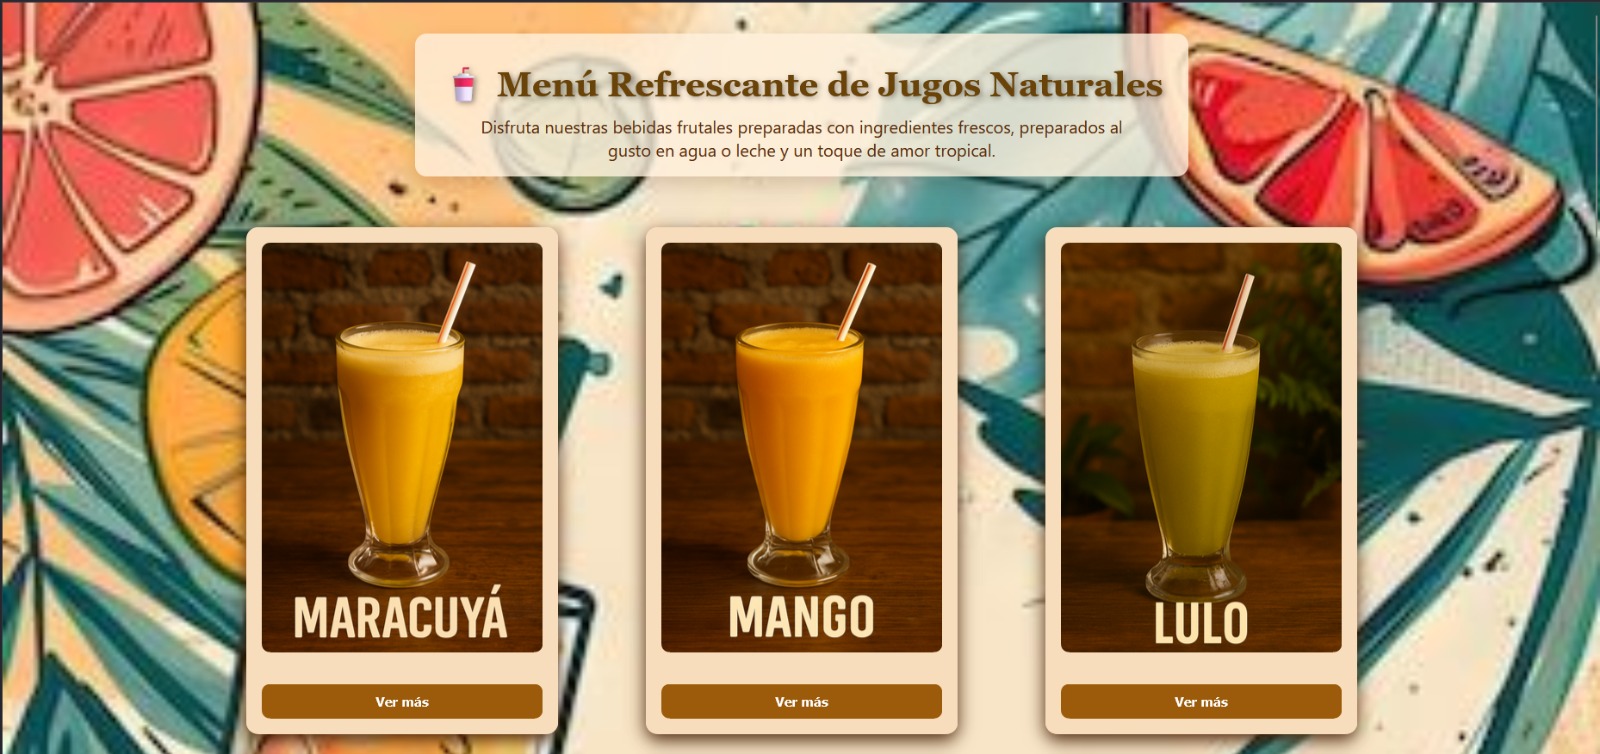 Menú Refrescante de Jugos Naturales
Disfruta nuestras bebidas frutales preparadas con ingredientes frescos, preparados al
gusto en agua o leche y un toque de amor tropical.
MARACUYÁ
MANGO
LULO
Ver más
Ver más
Ver más